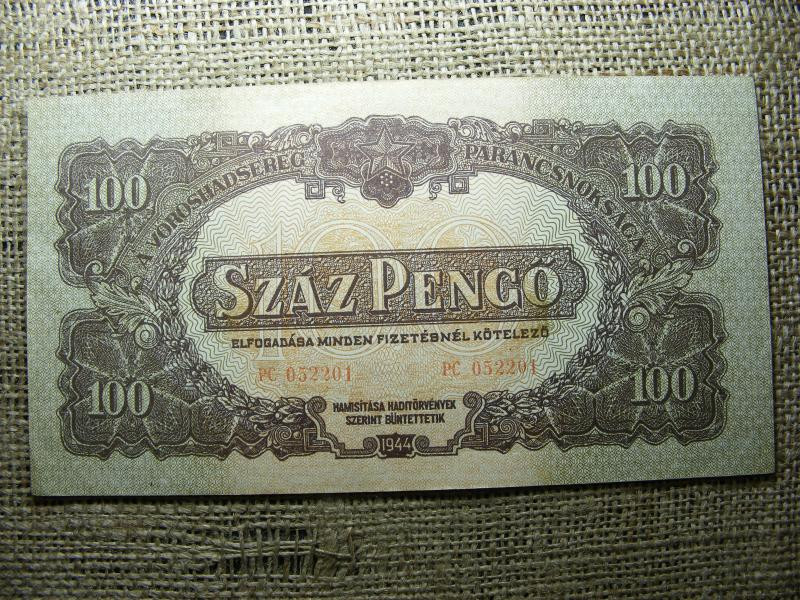 A VÖRÖSHADSEREG PARANCSNOKSÁGA
100 100
100
SZÁZ PENGŐ
ELFOGADÁSA MINDEN FIZETÉSNÉL KÖTELEZŐ
PC 052201 PC 052201
100 100
HAMISÍTÁSA HADITÖRVÉNYEK
SZERINT BÜNTETTETIK
1944